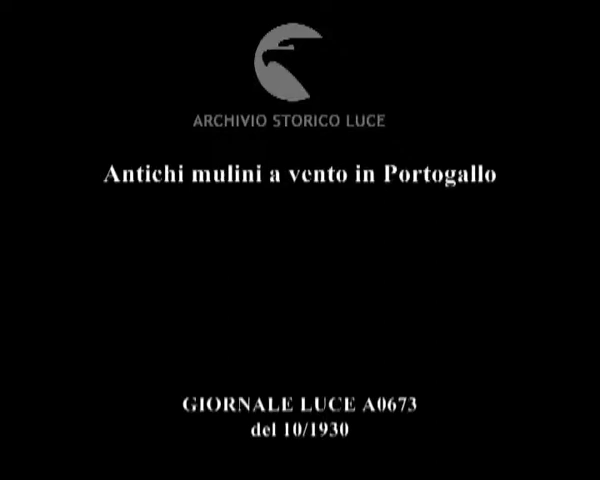 ARCHIVIO STORICO LUCE
Antichi mulini a vento in Portogallo
GIORNALE LUCE A0673
del 10/1930